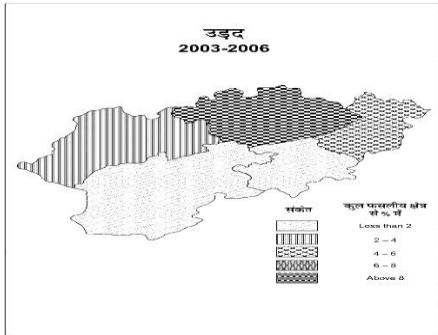 उड़द
2003-2006
संकेत
कुल फसलीय क्षेत्र
से % में
Less than 2
2 – 4
4 – 6
6 – 8
Above 8